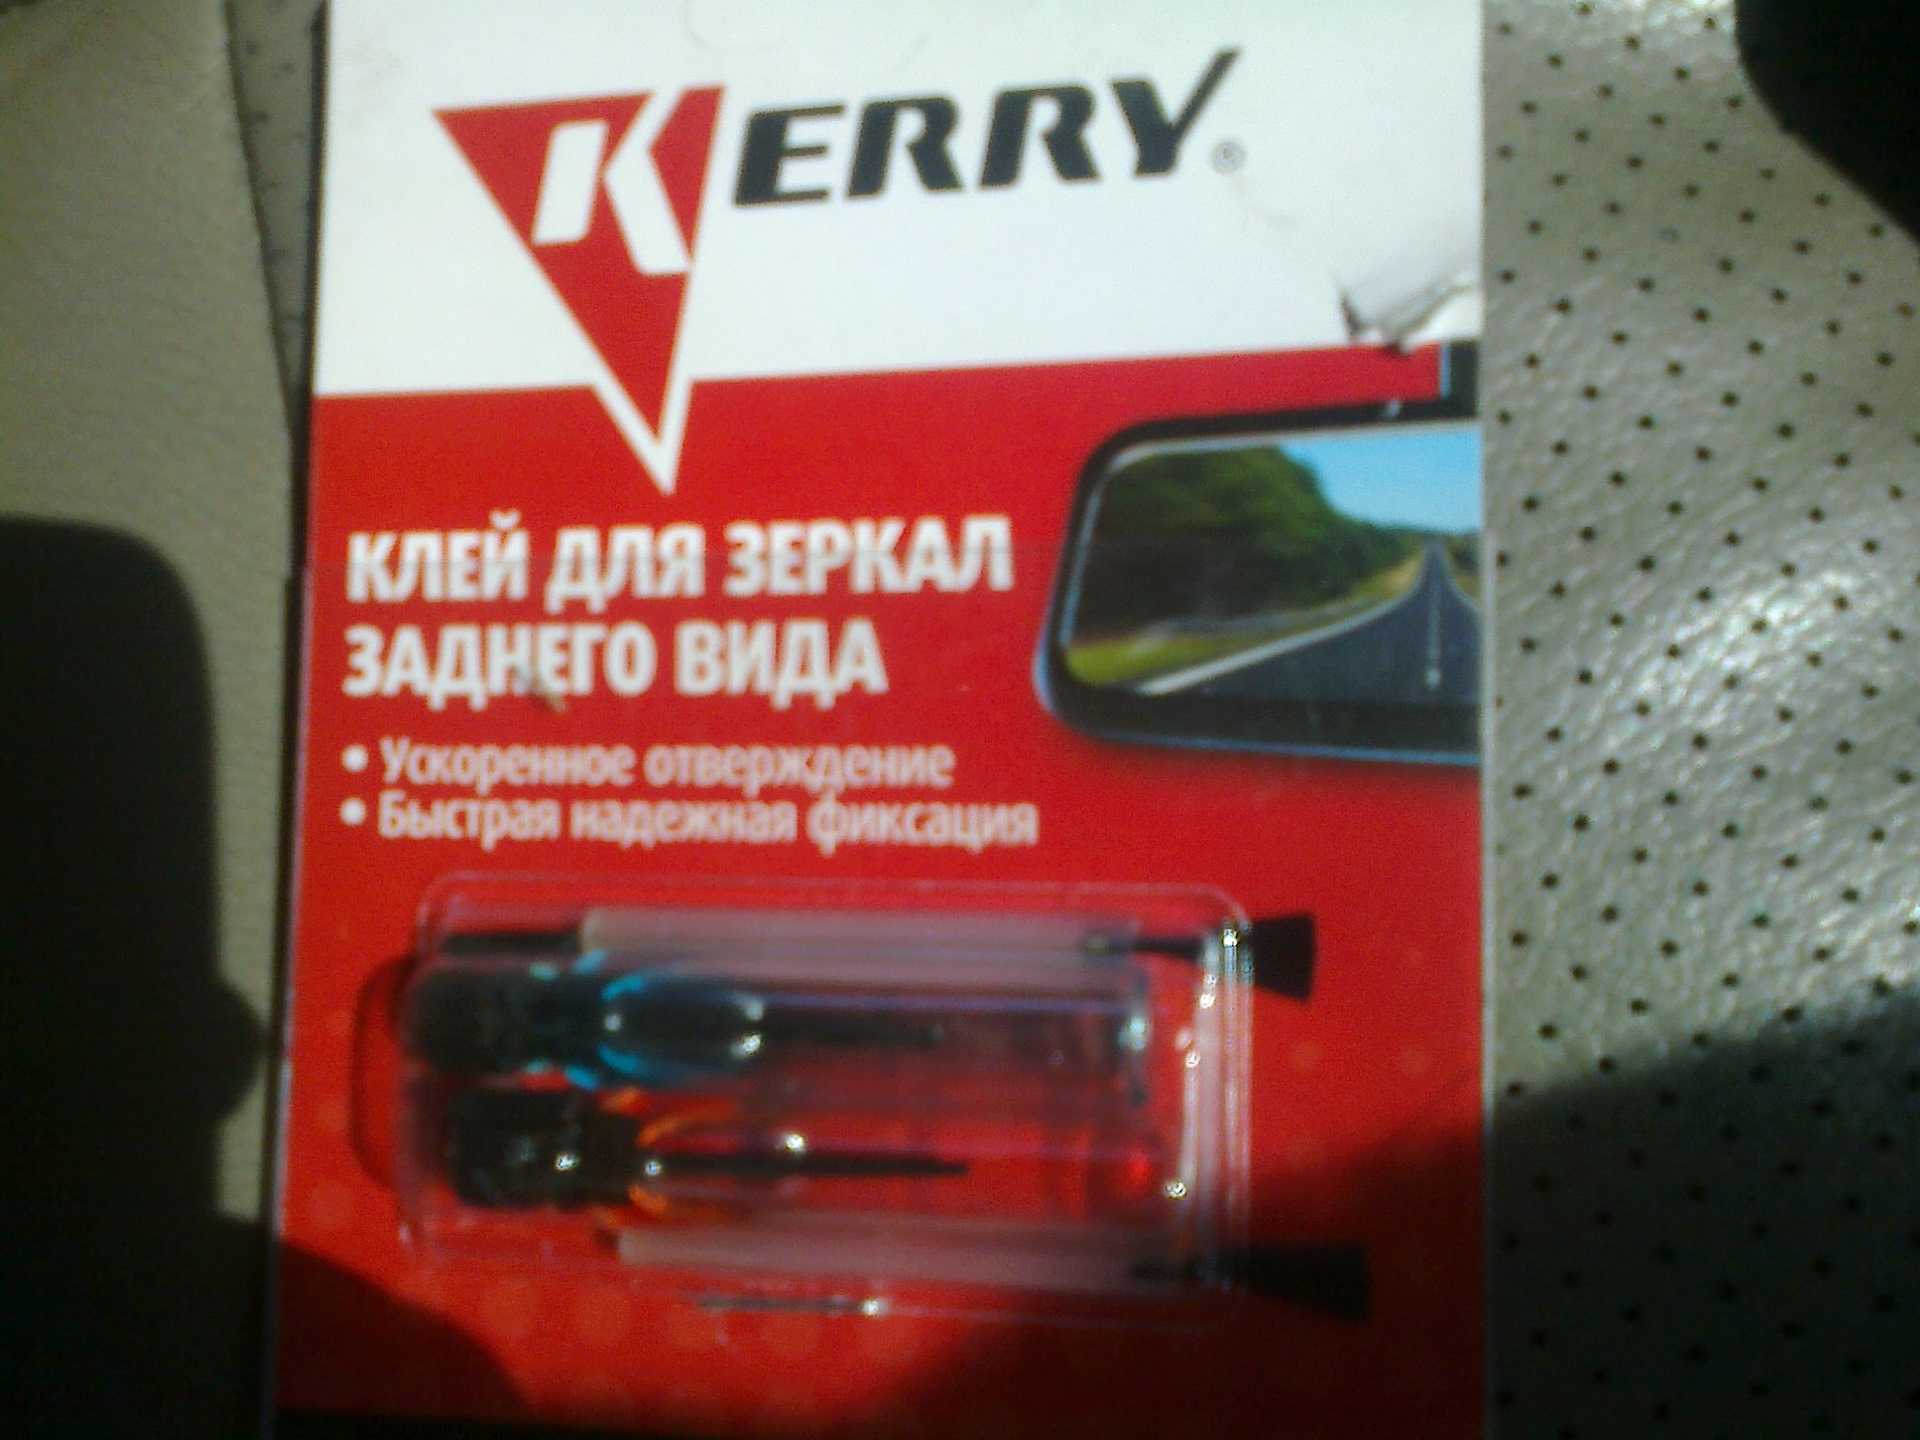 KERRY®
КЛЕЙ ДЛЯ ЗЕРКАЛ
ЗАДНЕГО ВИДА
• Ускоренное отверждение
• Быстрая надежная фиксация